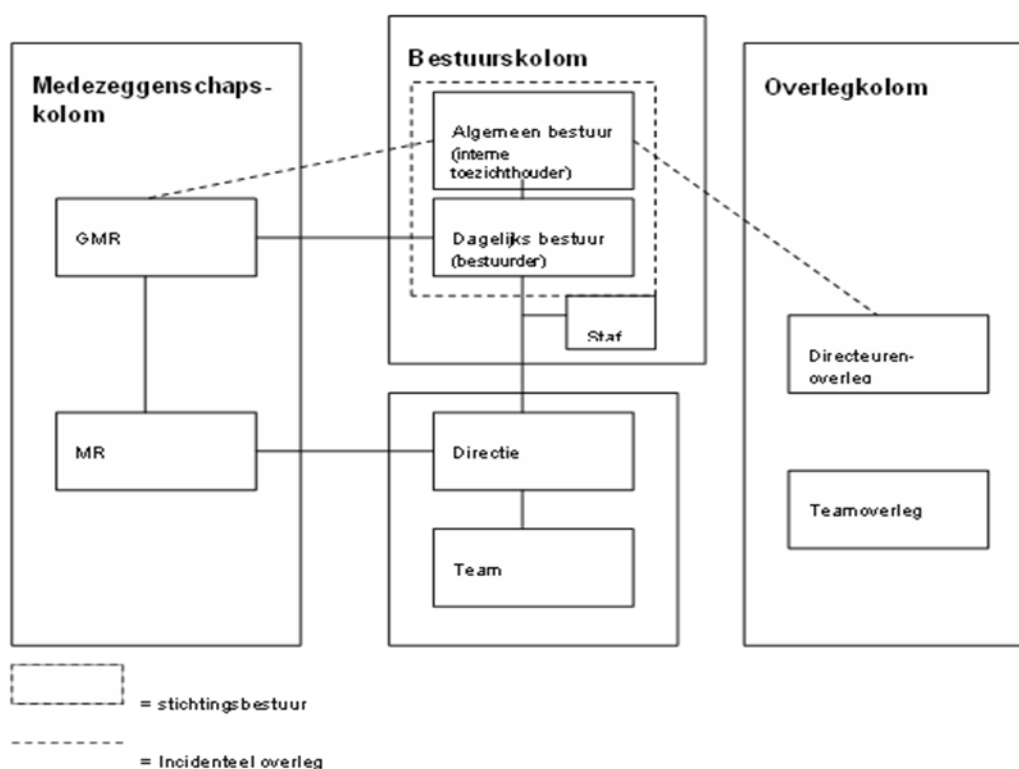 Medezeggenschaps-
kolom
GMR
MR
Bestuurskolom
Algemeen bestuur
(interne
toezichthouder)
Dagelijks bestuur
(bestuurder)
Staf
Directie
Team
Overlegkolom
Directeuren-
overleg
Teamoverleg
= stichtingsbestuur
= Incidenteel overleg